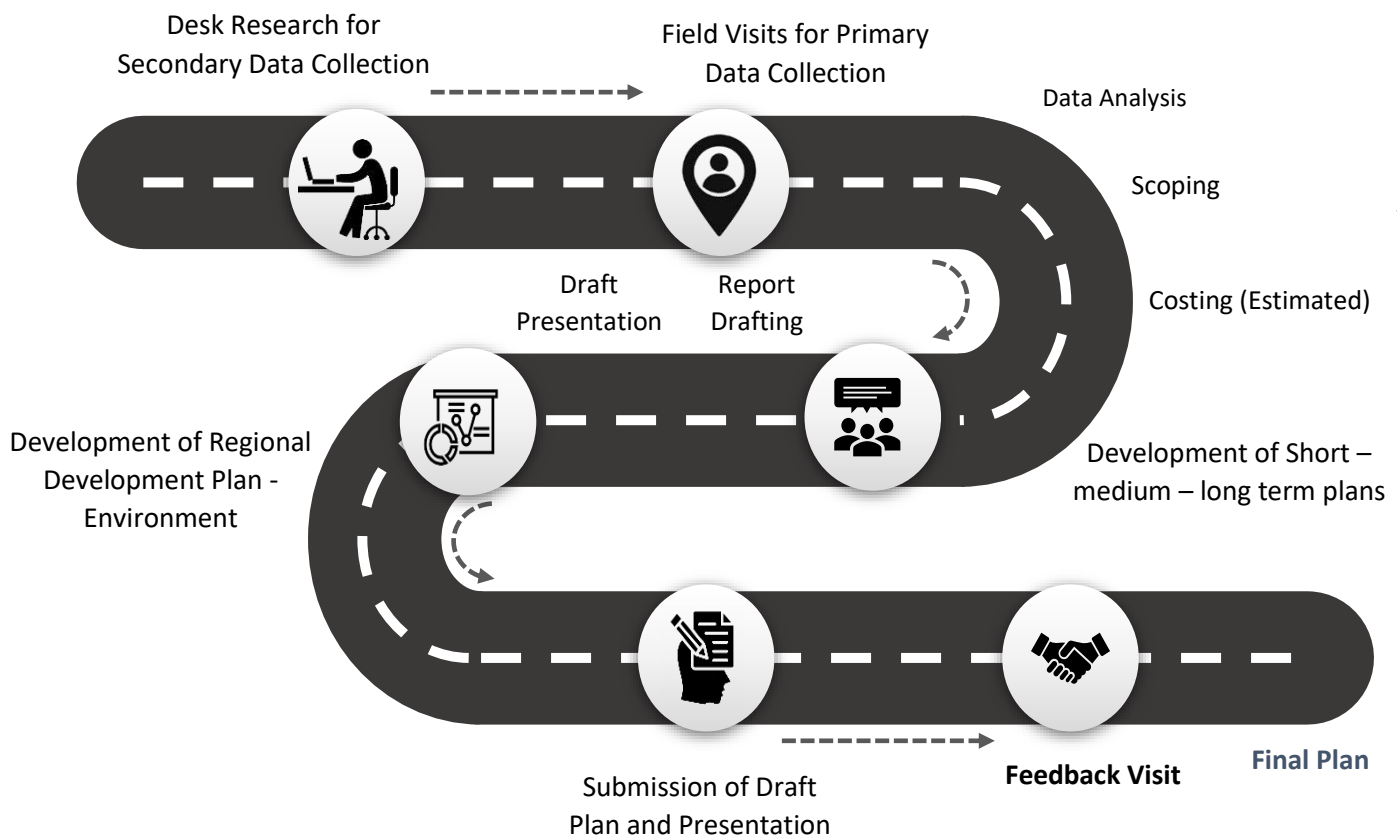 Desk Research for
Secondary Data Collection
Field Visits for Primary
Data Collection
Data Analysis
Scoping
Costing (Estimated)
Development of Short –
medium – long term plans
Report
Drafting
Draft
Presentation
Development of Regional
Development Plan -
Environment
Submission of Draft
Plan and Presentation
Feedback Visit
Final Plan